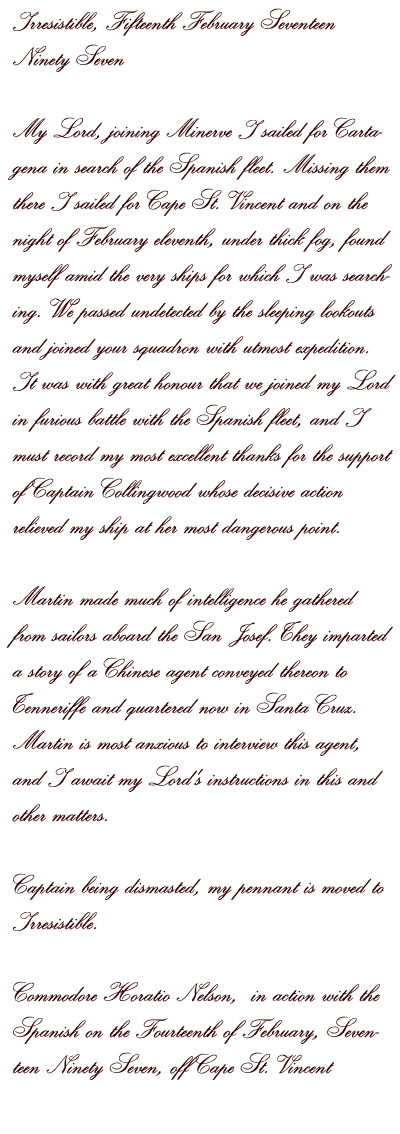 Irresistible, Fifteenth February Seventeen
Ninety Seven
My Lord, joining Minerve I sailed for Carta-
gena in search of the Spanish fleet. Missing them
there I sailed for Cape St. Vincent and on the
night of February eleventh, under thick fog, found
myself amid the very ships for which I was search-
ing. We passed undetected by the sleeping lookouts
and joined your squadron with utmost expedition.
It was with great honour that we joined my Lord
in furious battle with the Spanish fleet, and I
must record my most excellent thanks for the support
of Captain Collingwood whose decisive action
relieved my ship at her most dangerous point.
Martin made much of intelligence he gathered
from sailors aboard the San Josef. They imparted
a story of a Chinese agent conveyed thereon to
Tenneriffe and quartered now in Santa Cruz.
Martin is most anxious to interview this agent,
and I await my Lord's instructions in this and
other matters.
Captain being dismasted, my pennant is moved to
Irresistible.
Commodore Horatio Nelson, in action with the
Spanish on the Fourteenth of February, Seven-
teen Ninety Seven, off Cape St. Vincent